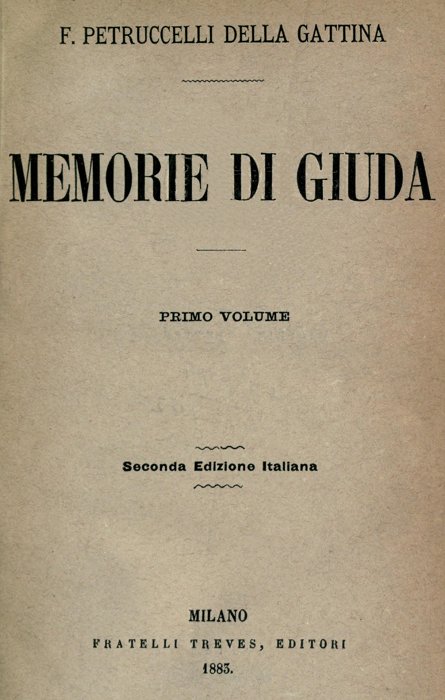 F. PETRUCCELLI DELLA GATTINA
MEMORIE DI GIUDA
PRIMO VOLUME
Seconda Edizione Italiana
MILANO
FRATELLI TREVES, EDITORI
1883.